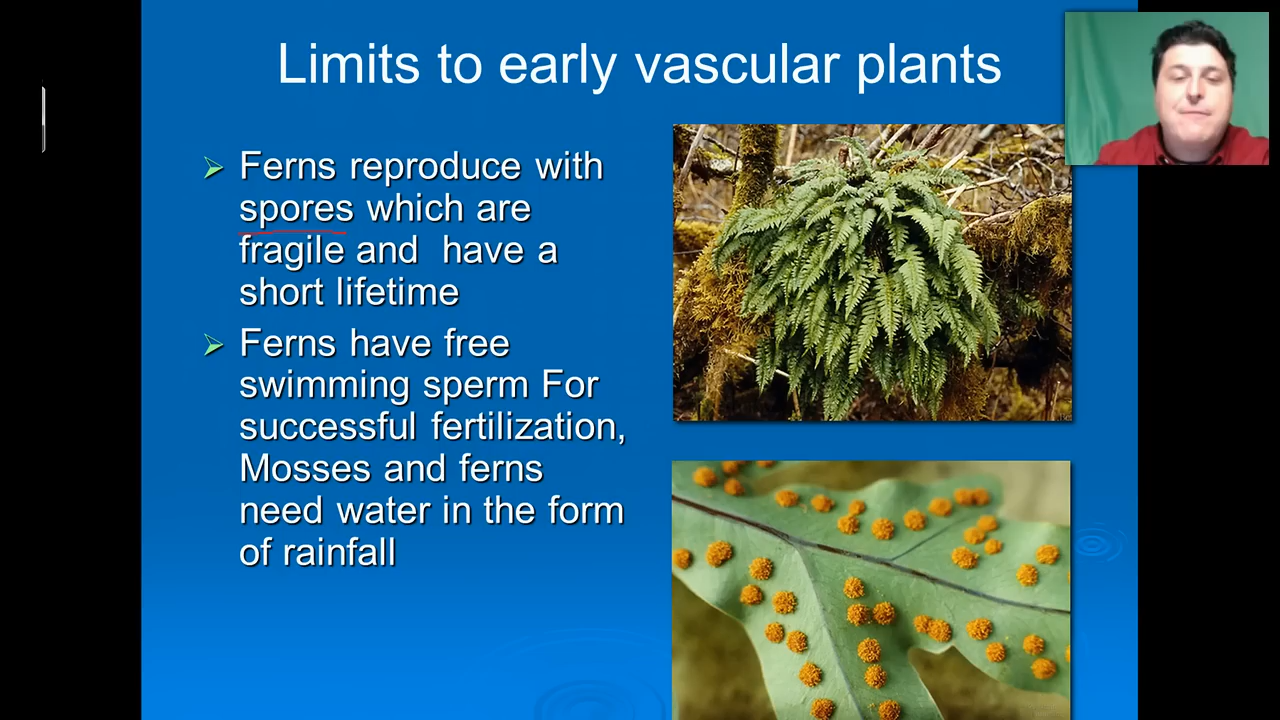 Limits to early vascular plants
Ferns reproduce with
spores which are
fragile and  have a
short lifetime
Ferns have free
swimming sperm For
successful fertilization,
Mosses and ferns
need water in the form
of rainfall